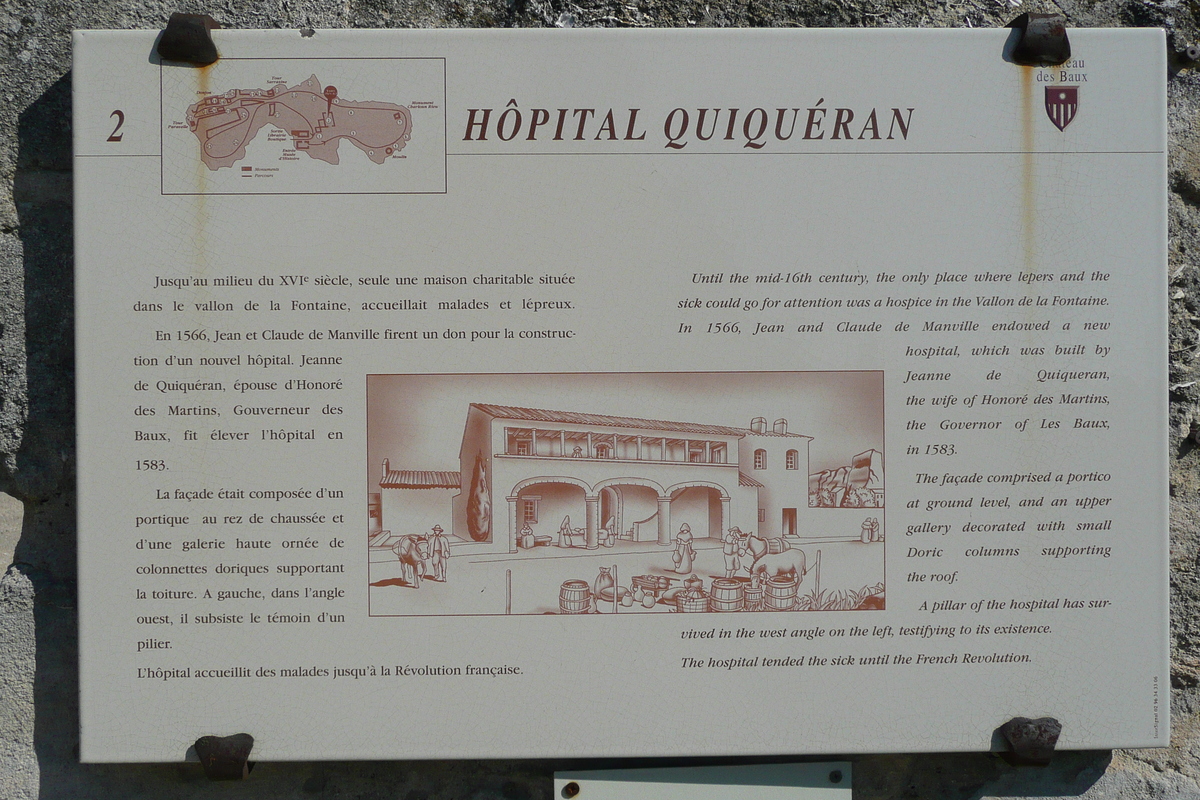 2
HÔPITAL QUIQUÉRAN
des Baux
Monuments
Parcours
Jusqu'au milieu du XVIe siècle, seule une maison charitable située
dans le vallon de la Fontaine, accueillait malades et lépreux.
En 1566, Jean et Claude de Manville firent un don pour la construc-
tion d'un nouvel hôpital. Jeanne
de Quiquéran, épouse d'Honoré
des Martins, Gouverneur des
Baux, fit élever l'hôpital en
1583.
La façade était composée d'un
portique au rez de chaussée et
d'une galerie haute ornée de
colonnettes doriques supportant
la toiture. A gauche, dans l'angle
ouest, il subsiste le témoin d'un
pilier.
L'hôpital accueillit des malades jusqu'à la Révolution française.
Until the mid-16th century, the only place where lepers and the
sick could go for attention was a hospice in the Vallon de la Fontaine.
In 1566, Jean and Claude de Manville endowed a new
hospital, which was built by
Jeanne de Quiqueran,
the wife of Honoré des Martins,
the Governor of Les Baux,
in 1583.
The façade comprised a portico
at ground level, and an upper
gallery decorated with small
Doric columns supporting
the roof.
A pillar of the hospital has sur-
vived in the west angle on the left, testifying to its existence.
The hospital tended the sick until the French Revolution.